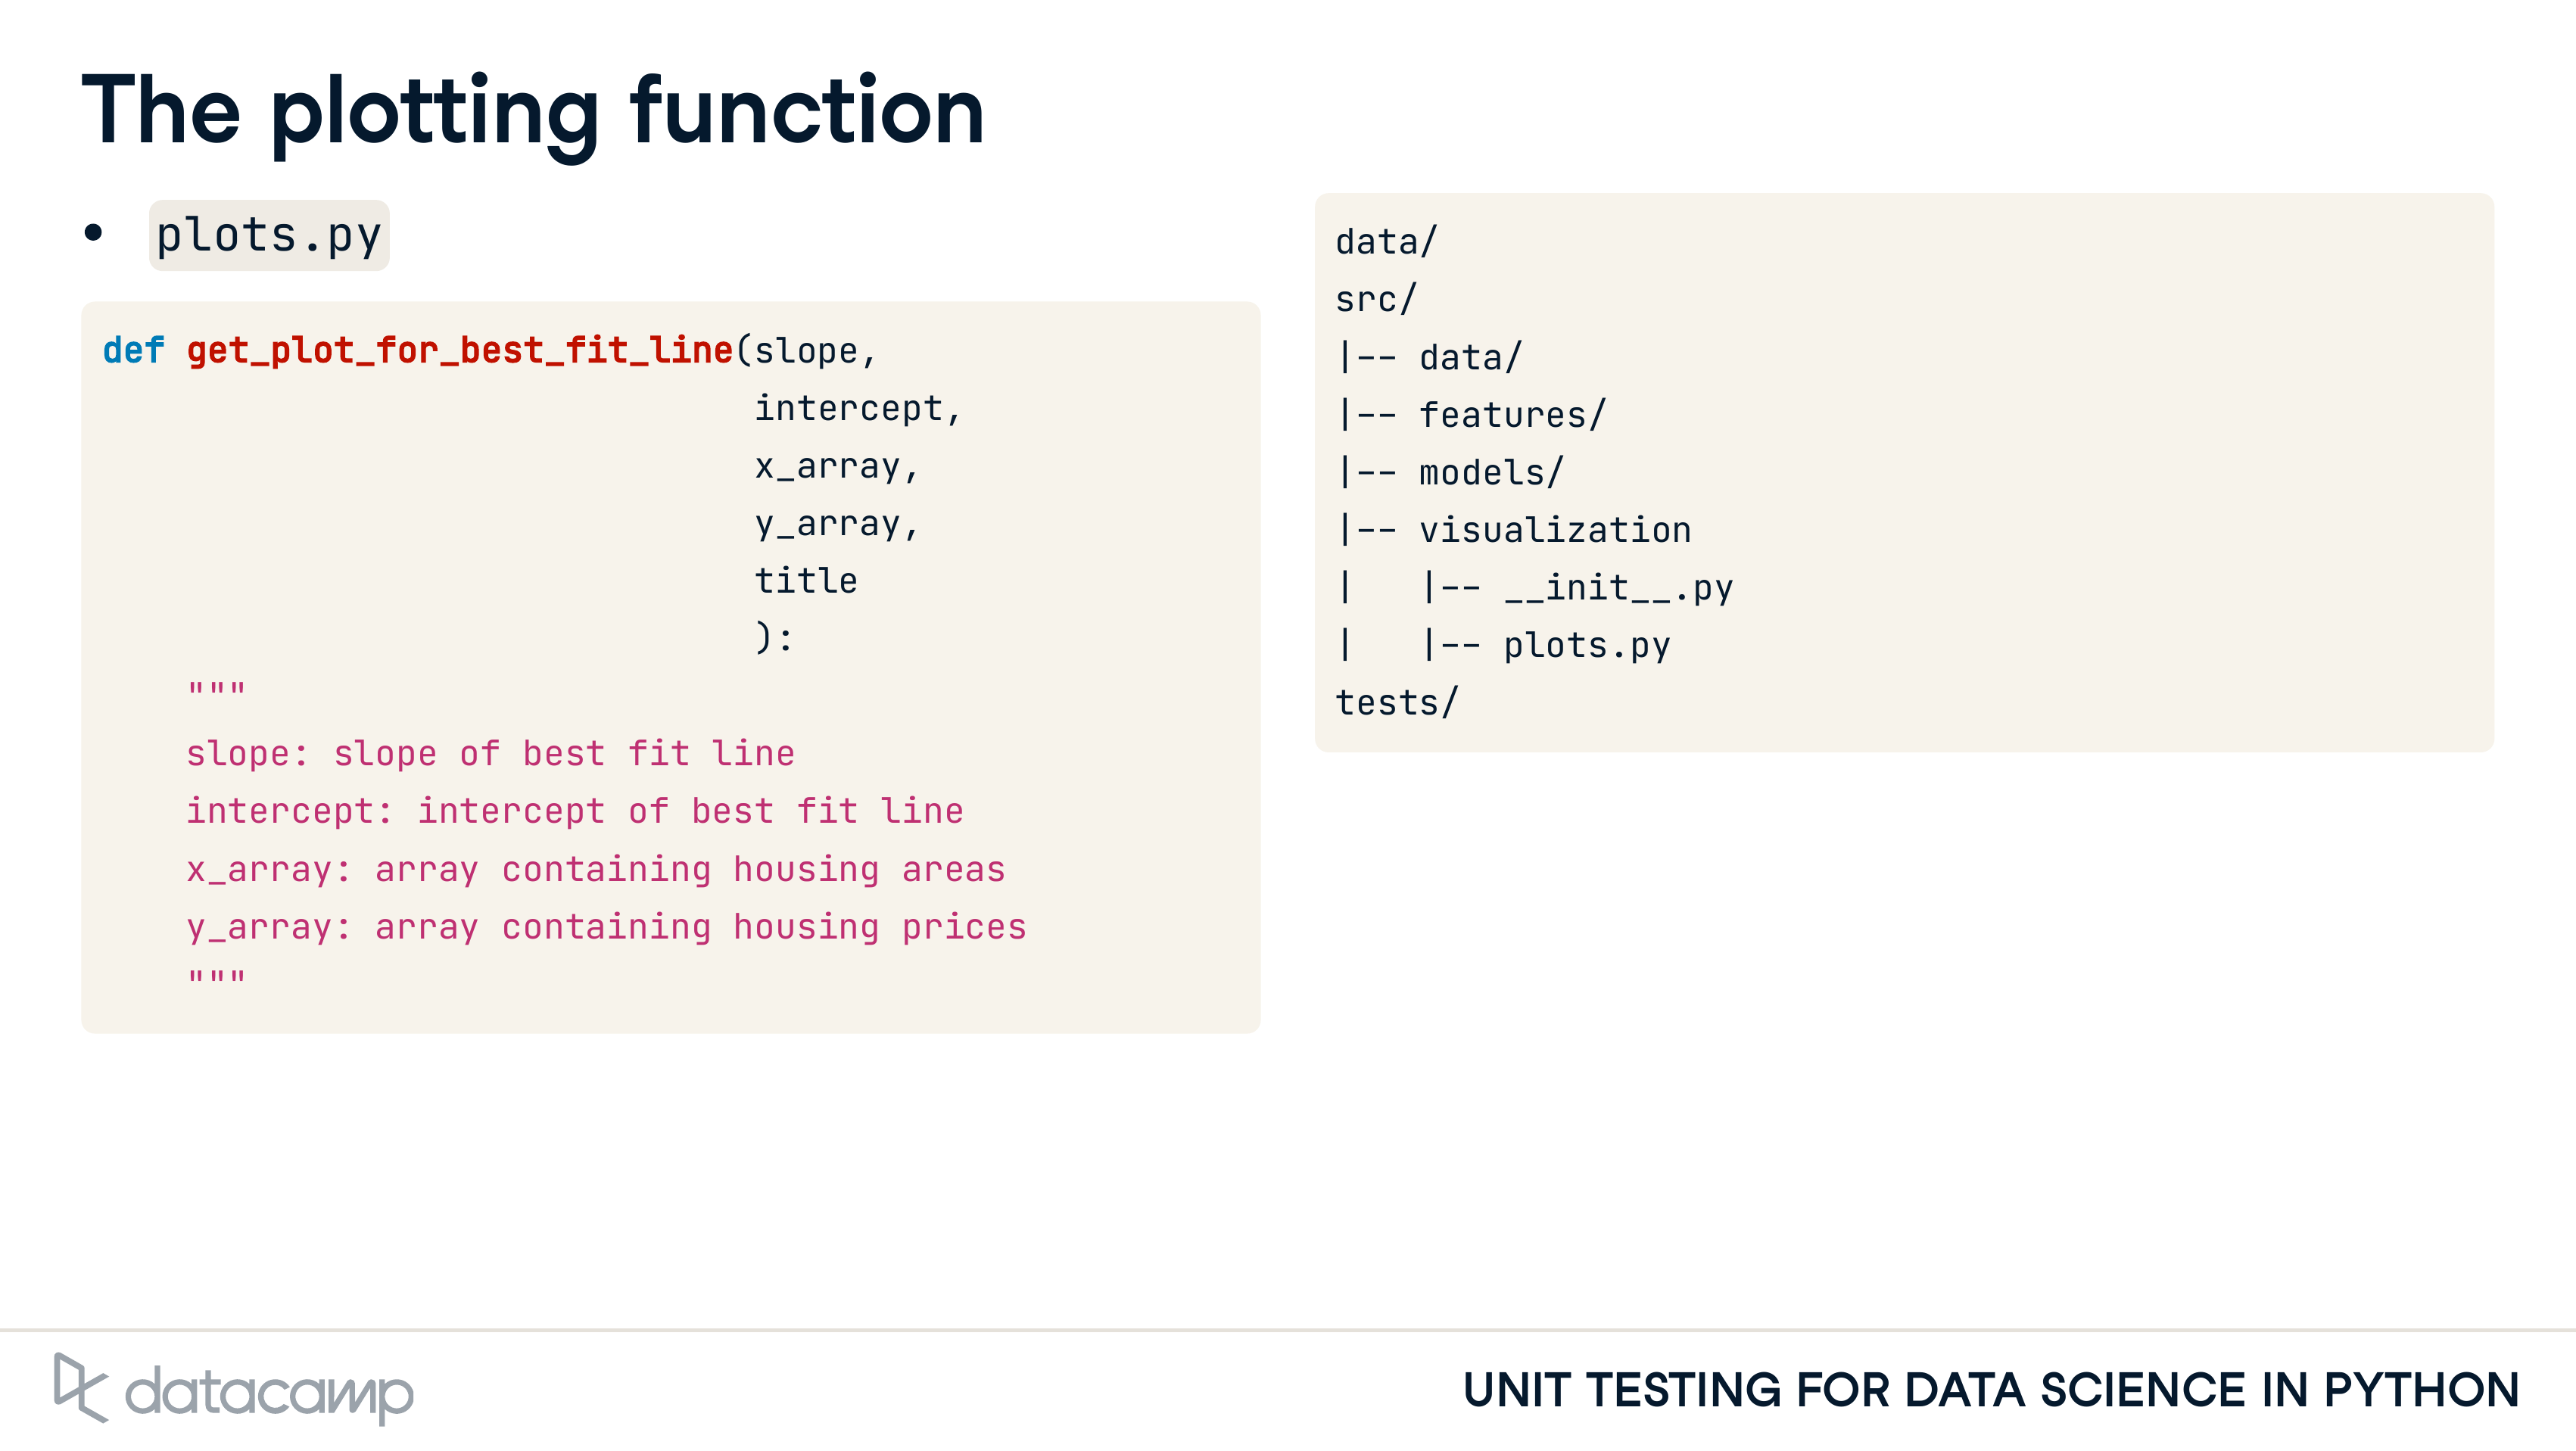 The plotting function
• plots.py
def get_plot_for_best_fit_line(slope,
                               intercept,
                               x_array,
                               y_array,
                               title
                               ):
    """
    slope: slope of best fit line
    intercept: intercept of best fit line
    x_array: array containing housing areas
    y_array: array containing housing prices
    """
data/
src/
|-- data/
|-- features/
|-- models/
|-- visualization
|   |-- __init__.py
|   |-- plots.py
tests/
datacamp
UNIT TESTING FOR DATA SCIENCE IN PYTHON